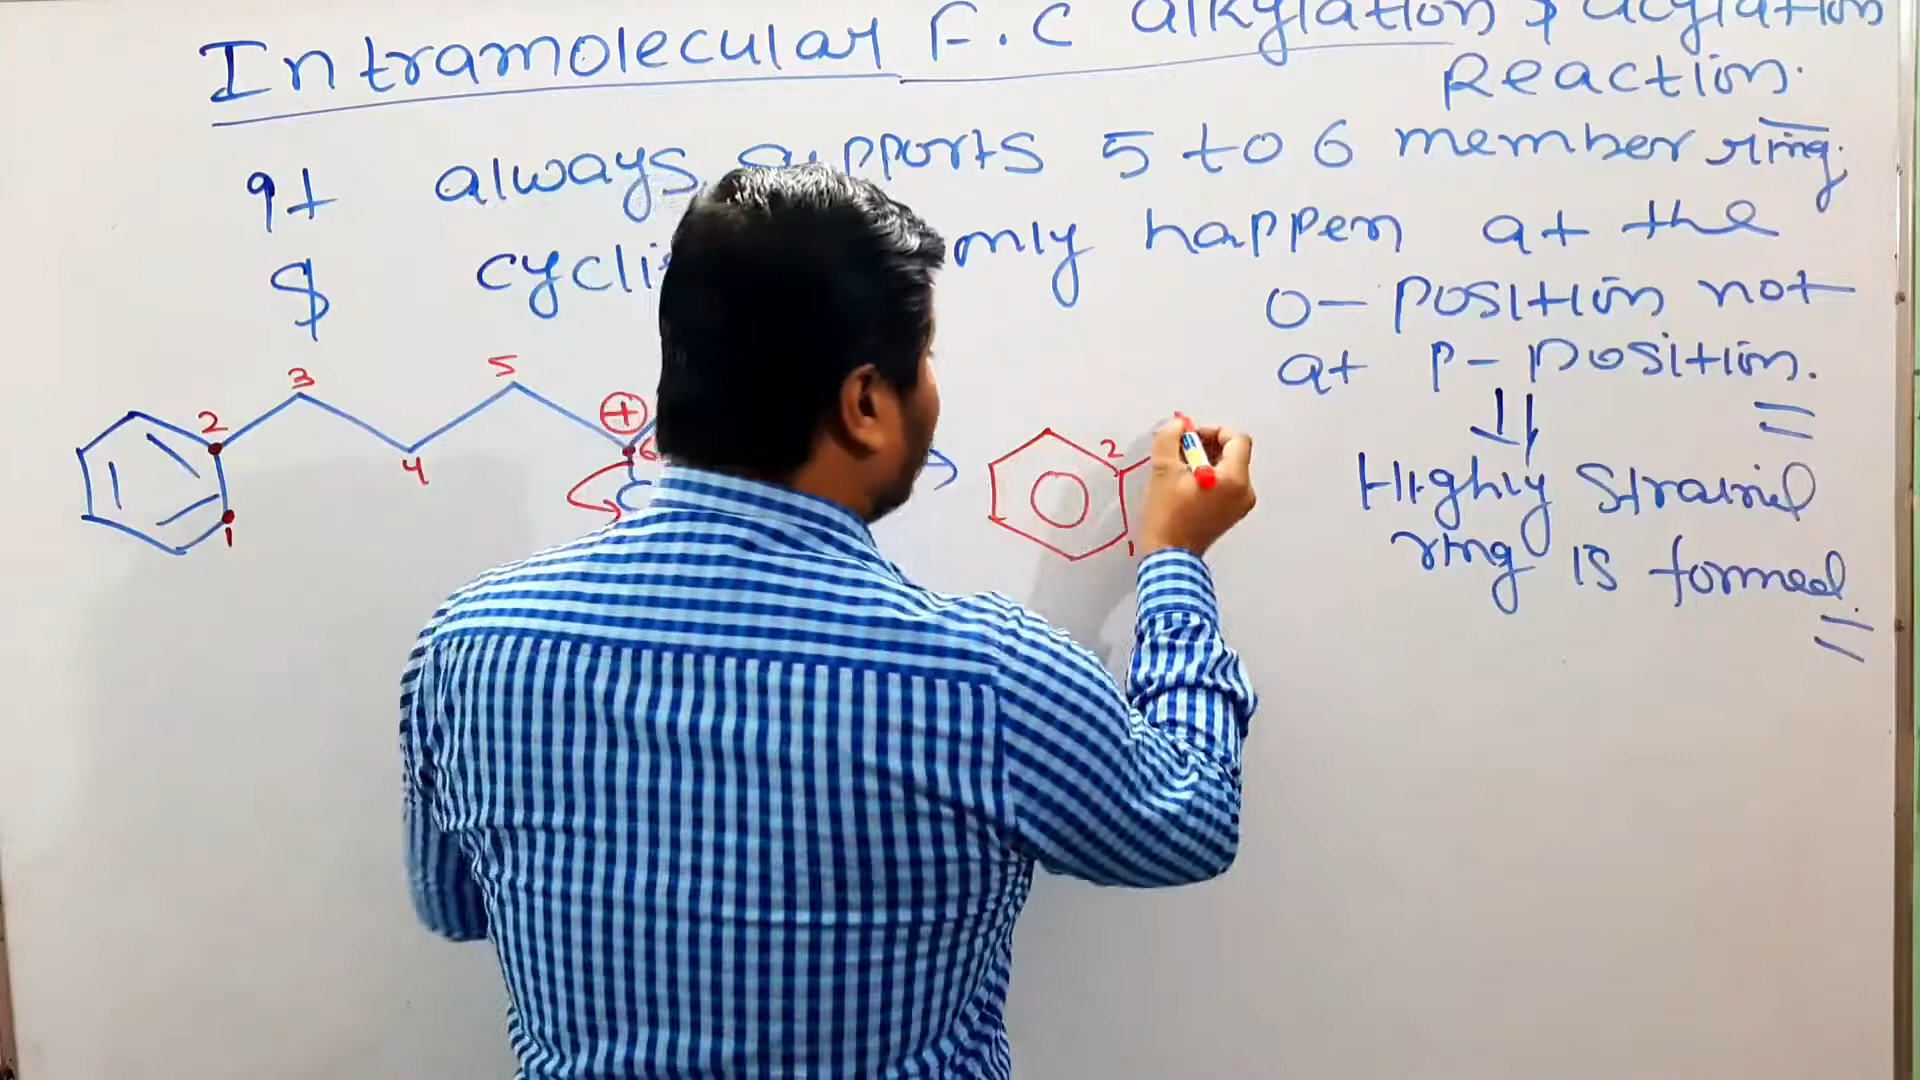 Intramolecular F.C alkylation & acylation
Reaction.
It always supports 5 to 6 member ring.
& only happen at the
o- position not
at p- position.
Highly strained
ring is formed.
5
3
2
+
6
4
1
2
1